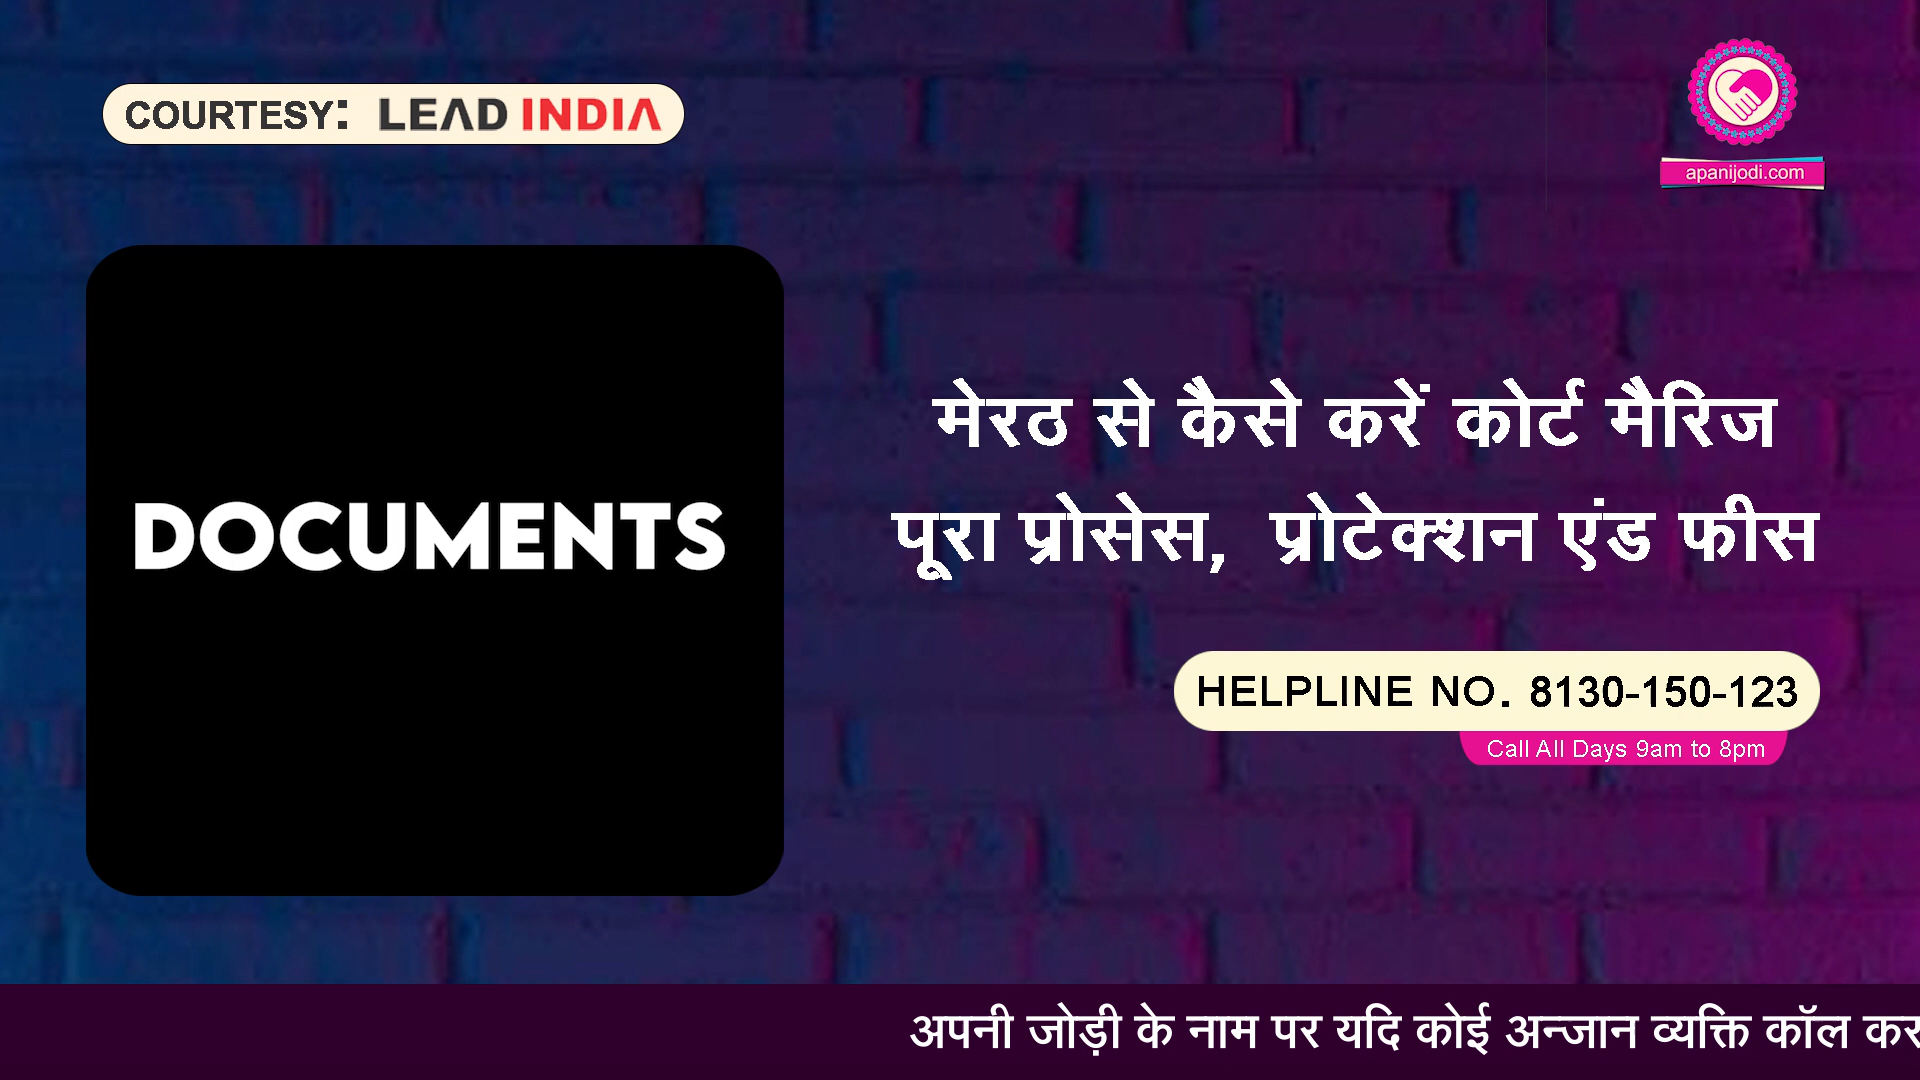 COURTESY: LEAD INDIA
apanijodi.com
DOCUMENTS
मेरठ से कैसे करें कोर्ट मैरिज
पूरा प्रोसेस, प्रोटेक्शन एंड फीस
HELPLINE NO. 8130-150-123
Call All Days 9am to 8pm
अपनी जोड़ी के नाम पर यदि कोई अन्जान व्यक्ति कॉल कर